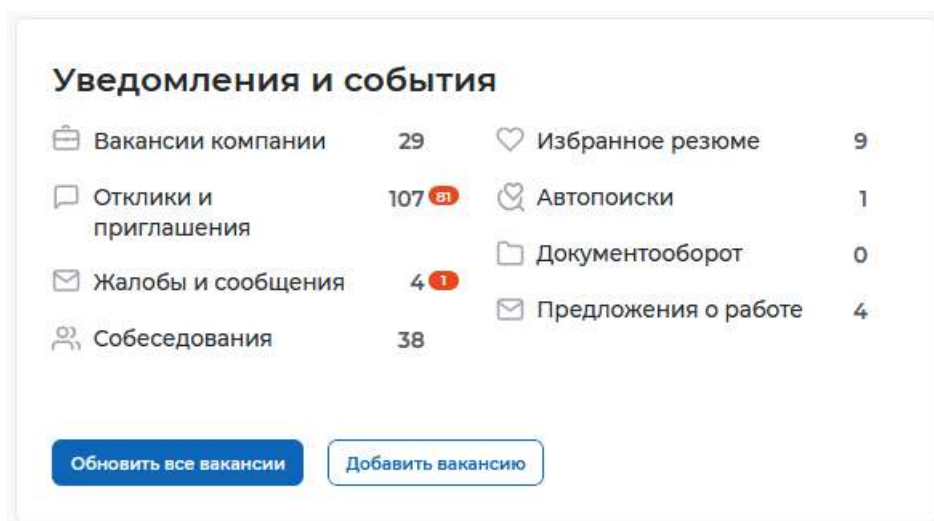 Уведомления и события
Вакансии компании 29
Отклики и 107 81
приглашения
Жалобы и сообщения 4 1
Собеседования 38
Избранное резюме 9
Автопоиски 1
Документооборот 0
Предложения о работе 4
Обновить все вакансии
Добавить вакансию